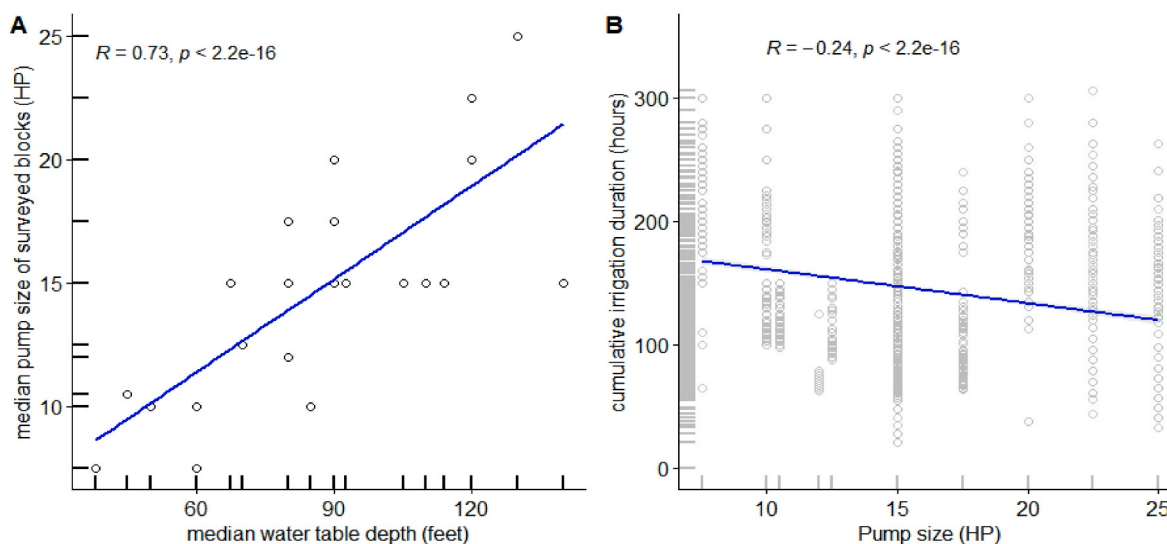 A
R = 0.73, p < 2.2e-16
median pump size of surveyed blocks (HP)
25
20
15
10
60 90 120
median water table depth (feet)
B
R = −0.24, p < 2.2e-16
cumulative irrigation duration (hours)
300
200
100
0
10 15 20 25
Pump size (HP)